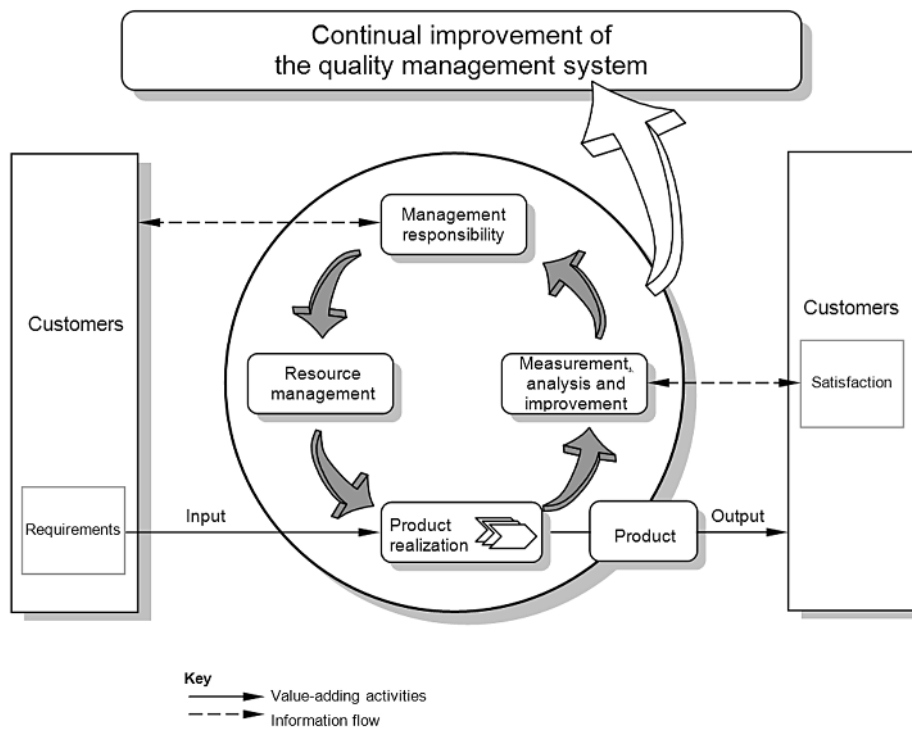 Continual improvement of
the quality management system
Management
responsibility
Customers
Customers
Resource
management
Measurement,
analysis and
improvement
Satisfaction
Requirements
Input
Product
realization
Product
Output
Key
Value-adding activities
Information flow